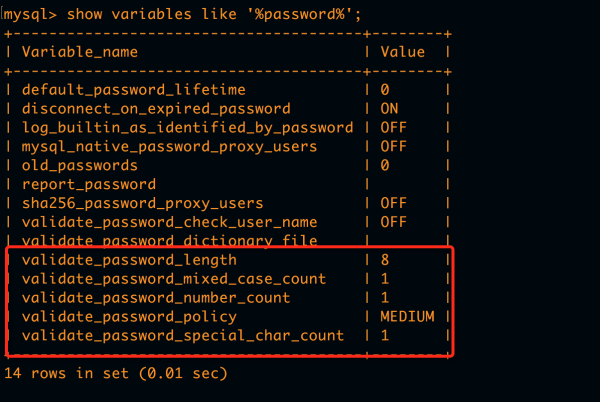 mysql> show variables like '%password%';
+---------------------------------------+--------+
| Variable_name                         | Value  |
+---------------------------------------+--------+
| default_password_lifetime             | 0      |
| disconnect_on_expired_password        | ON     |
| log_builtin_as_identified_by_password | OFF    |
| mysql_native_password_proxy_users     | OFF    |
| old_passwords                         | 0      |
| report_password                       |        |
| sha256_password_proxy_users           | OFF    |
| validate_password_check_user_name     | OFF    |
| validate_password_dictionary_file     |        |
| validate_password_length              | 8      |
| validate_password_mixed_case_count    | 1      |
| validate_password_number_count        | 1      |
| validate_password_policy              | MEDIUM |
| validate_password_special_char_count  | 1      |
+---------------------------------------+--------+
14 rows in set (0.01 sec)